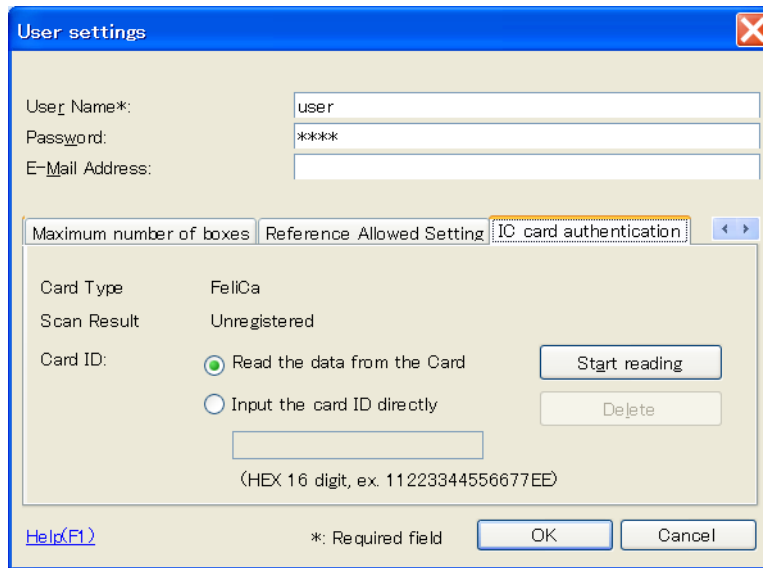 User settings
User Name*:
user
Password:
****
E-Mail Address:
Maximum number of boxes
Reference Allowed Setting
IC card authentication
Card Type
FeliCa
Scan Result
Unregistered
Card ID:
Read the data from the Card
Start reading
Input the card ID directly
Delete
(HEX 16 digit, ex. 11223344556677EE)
Help(F1)
*: Required field
OK
Cancel